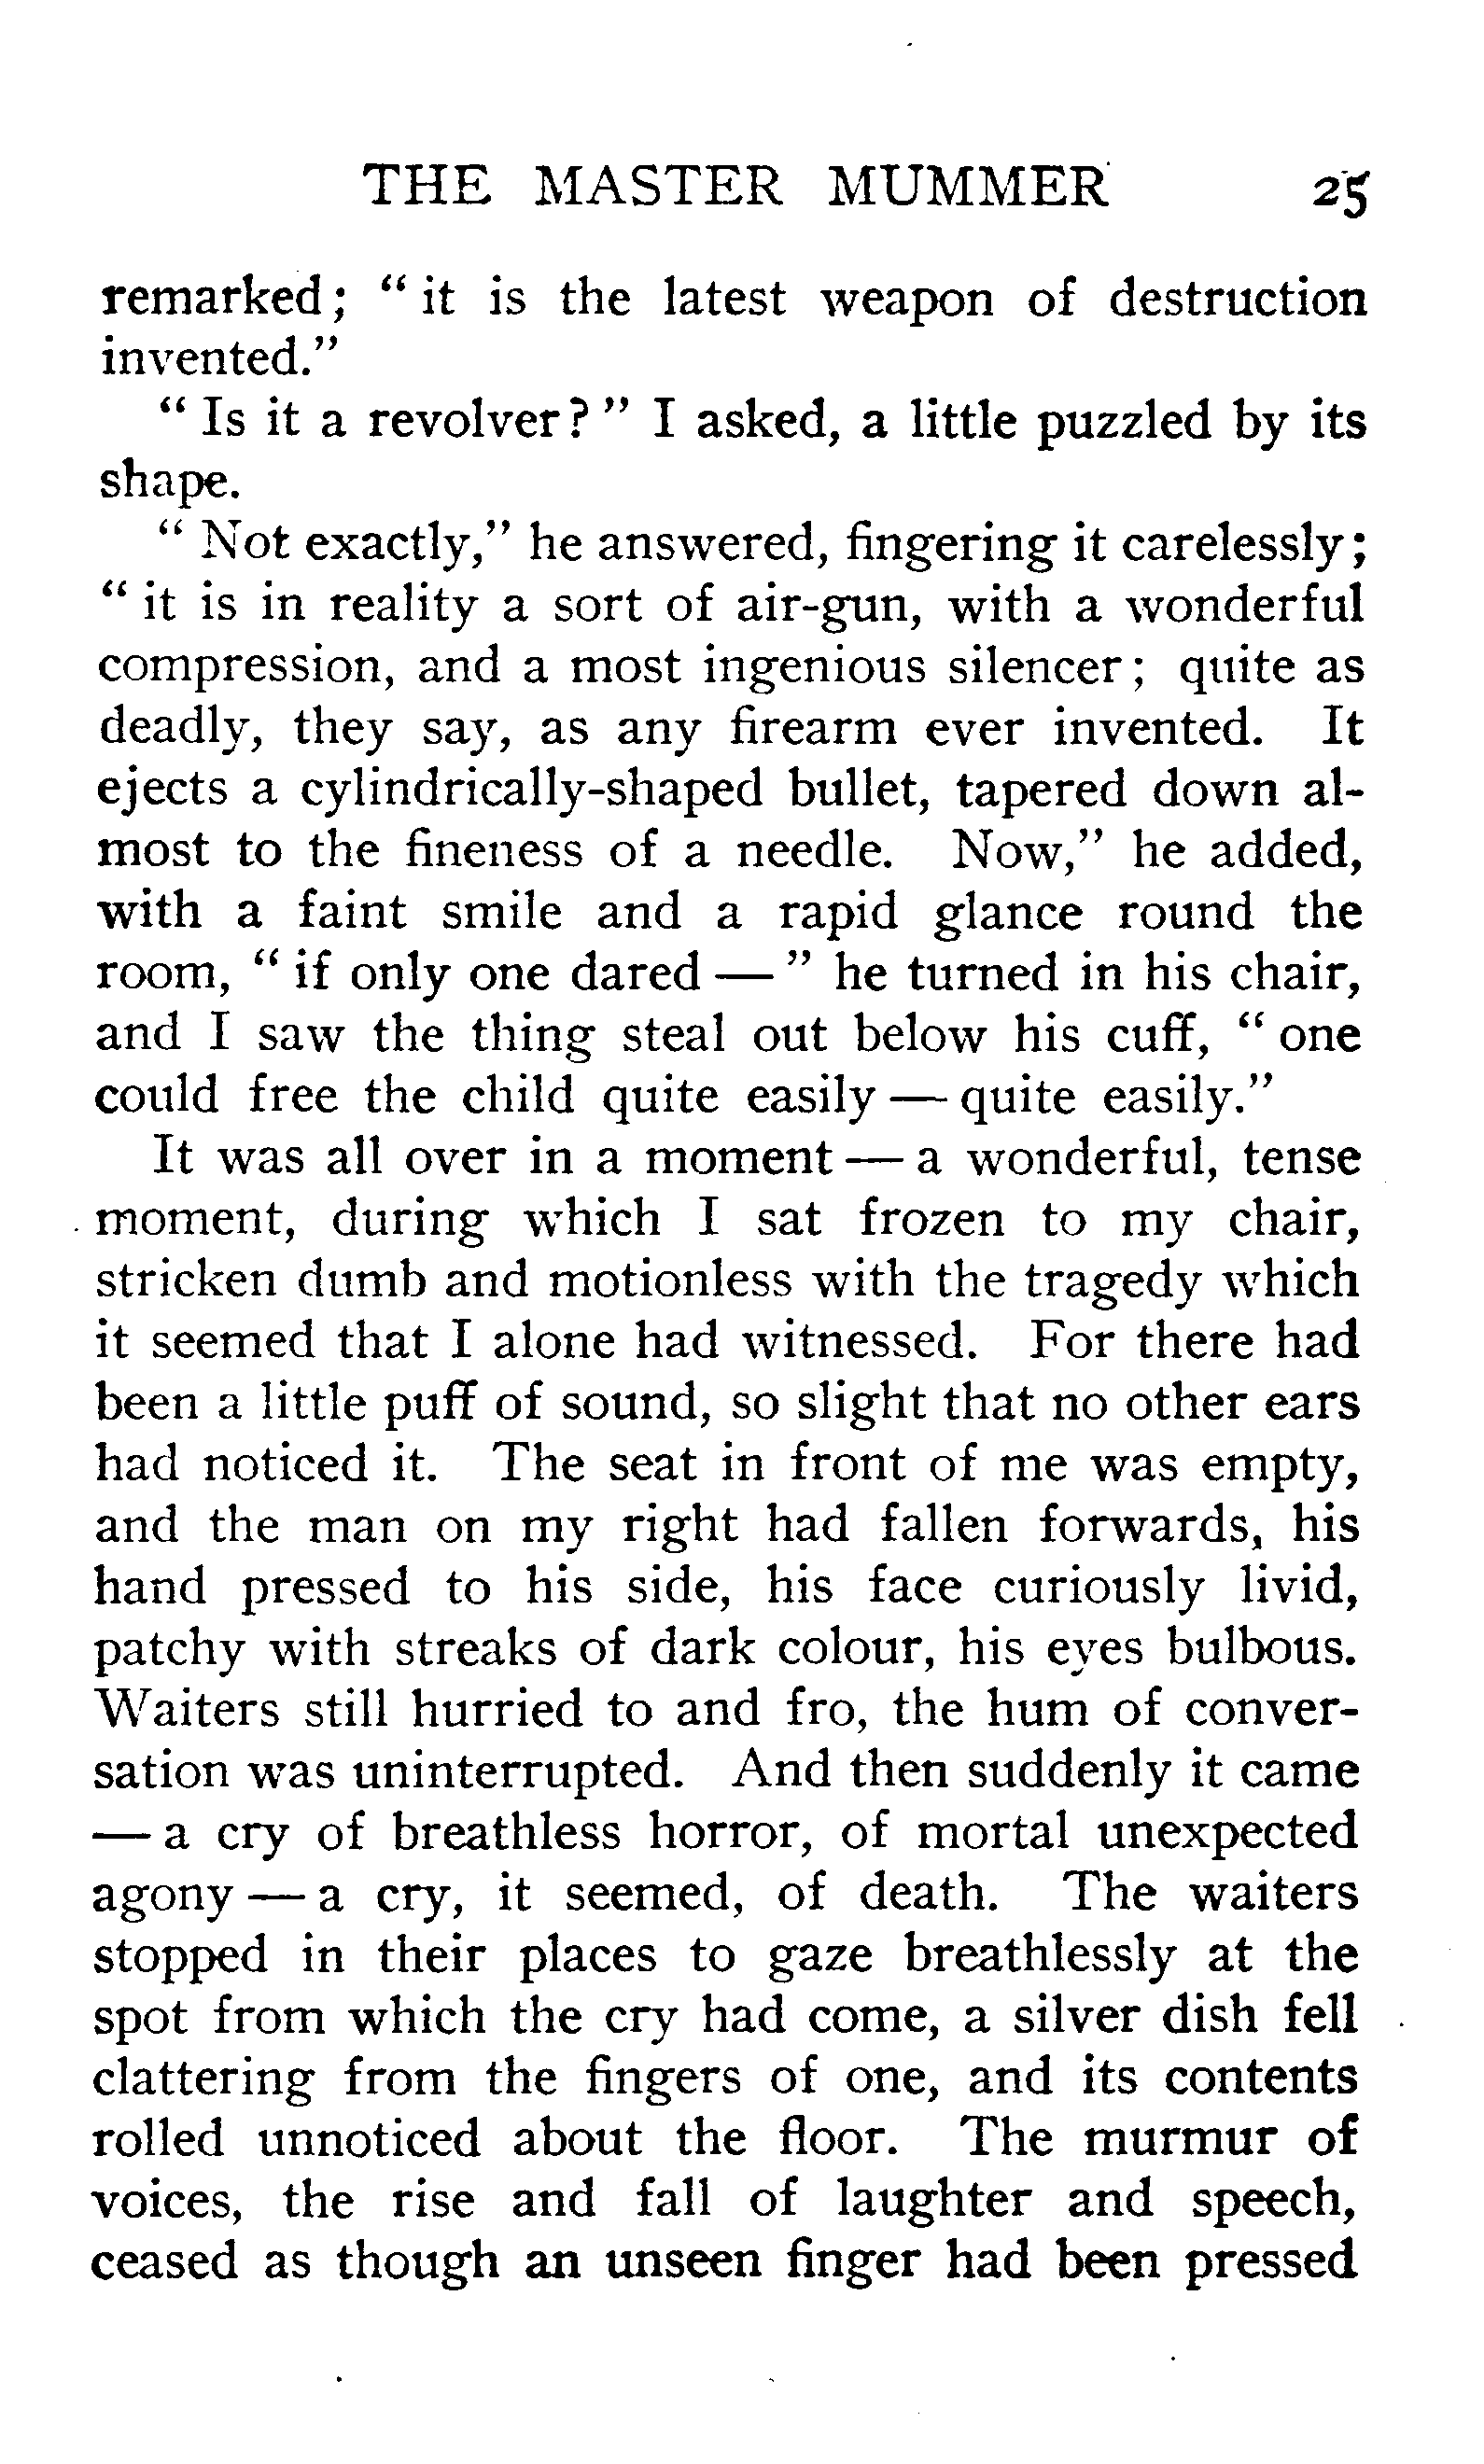 THE MASTER MUMMER 25
remarked; "it is the latest weapon of destruction
invented."
"Is it a revolver?" I asked, a little puzzled by its
shape.
"Not exactly," he answered, fingering it carelessly;
"it is in reality a sort of air-gun, with a wonderful
compression, and a most ingenious silencer; quite as
deadly, they say, as any firearm ever invented. It
ejects a cylindrically-shaped bullet, tapered down al-
most to the fineness of a needle. Now," he added,
with a faint smile and a rapid glance round the
room, "if only one dared—" he turned in his chair,
and I saw the thing steal out below his cuff, "one
could free the child quite easily—quite easily."
It was all over in a moment—a wonderful, tense
moment, during which I sat frozen to my chair,
stricken dumb and motionless with the tragedy which
it seemed that I alone had witnessed. For there had
been a little puff of sound, so slight that no other ears
had noticed it. The seat in front of me was empty,
and the man on my right had fallen forwards, his
hand pressed to his side, his face curiously livid,
patchy with streaks of dark colour, his eyes bulbous.
Waiters still hurried to and fro, the hum of conver-
sation was uninterrupted. And then suddenly it came
—a cry of breathless horror, of mortal unexpected
agony—a cry, it seemed, of death. The waiters
stopped in their places to gaze breathlessly at the
spot from which the cry had come, a silver dish fell
clattering from the fingers of one, and its contents
rolled unnoticed about the floor. The murmur of
voices, the rise and fall of laughter and speech,
ceased as though an unseen finger had been pressed